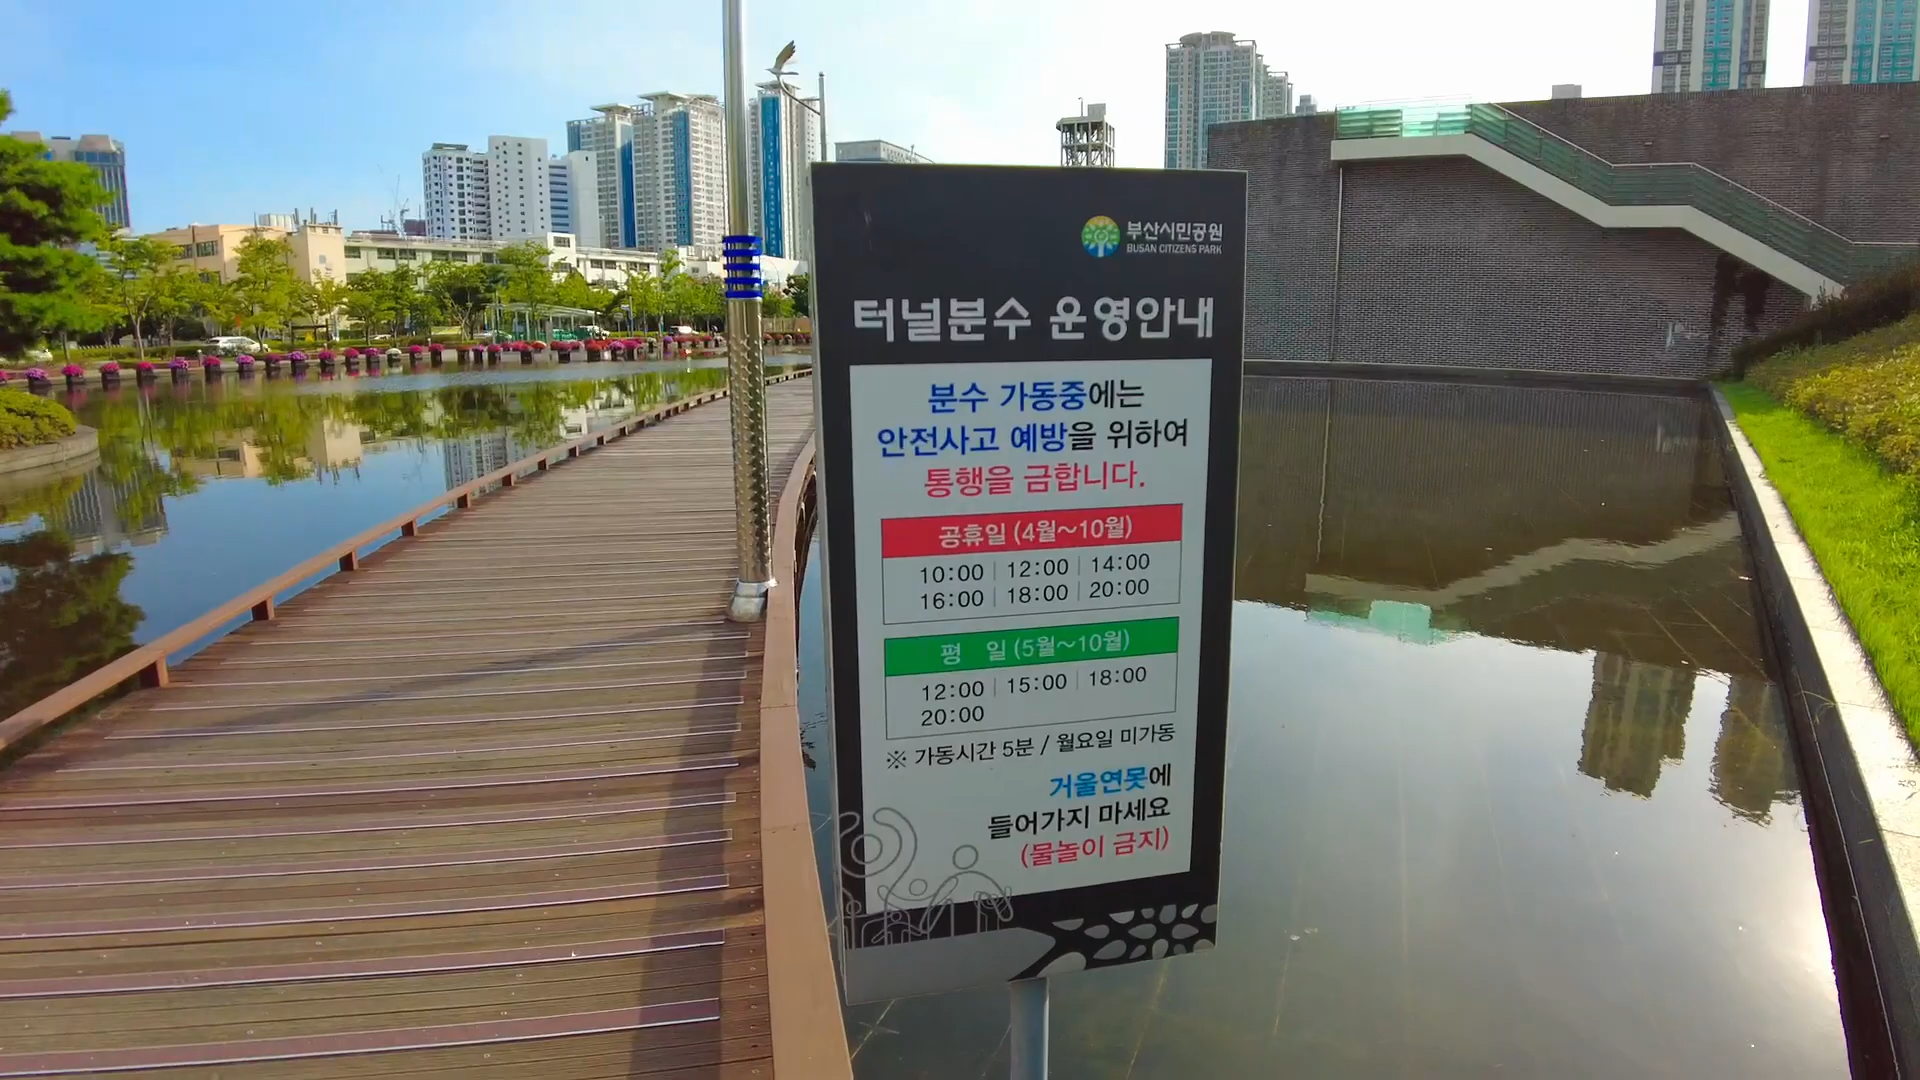 부산시민공원
BUSAN CITIZENS PARK
터널분수 운영안내
분수 가동중에는
안전사고 예방을 위하여
통행을 금합니다.
공휴일 (4월~10월)
10:00 | 12:00 | 14:00
16:00 | 18:00 | 20:00
평 일 (5월~10월)
12:00 | 15:00 | 18:00
20:00
※ 가동시간 5분 / 월요일 미가동
거울연못에
들어가지 마세요
(물놀이 금지)